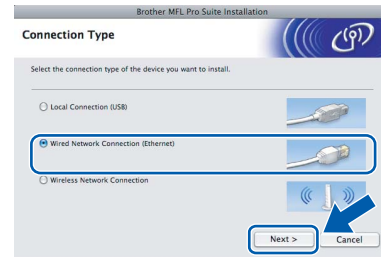 Brother MFL Pro Suite Installation
Connection Type
Select the connection type of the device you want to install.
Local Connection (USB)
Wired Network Connection (Ethernet)
Wireless Network Connection
Next >
Cancel